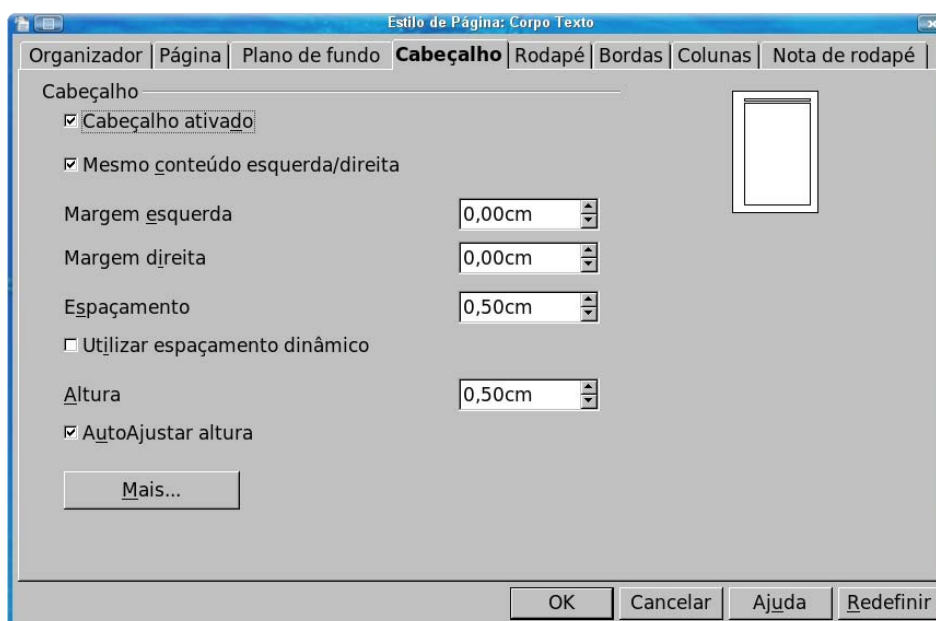 Estilo de Página: Corpo Texto
Organizador Página Plano de fundo Cabeçalho Rodapé Bordas Colunas Nota de rodapé
Cabeçalho
Cabeçalho ativado
Mesmo conteúdo esquerda/direita
Margem esquerda 0,00cm
Margem direita 0,00cm
Espaçamento 0,50cm
Utilizar espaçamento dinâmico
Altura 0,50cm
AutoAjustar altura
Mais...
OK Cancelar Ajuda Redefinir